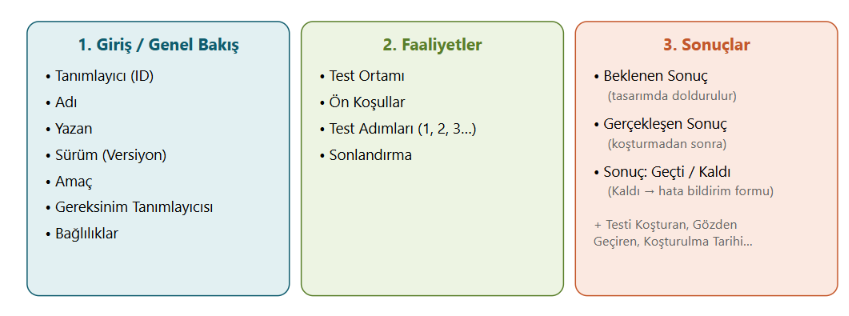 1. Giriş / Genel Bakış
• Tanımlayıcı (ID)
• Adı
• Yazan
• Sürüm (Versiyon)
• Amaç
• Gereksinim Tanımlayıcısı
• Bağlılıklar
2. Faaliyetler
• Test Ortamı
• Ön Koşullar
• Test Adımları (1, 2, 3...)
• Sonlandırma
3. Sonuçlar
• Beklenen Sonuç
(tasarımda doldurulur)
• Gerçekleşen Sonuç
(koşturmadan sonra)
• Sonuç: Geçti / Kaldı
(Kaldı → hata bildirim formu)
+ Testi Koşturan, Gözden
Geçiren, Koşturulma Tarihi...